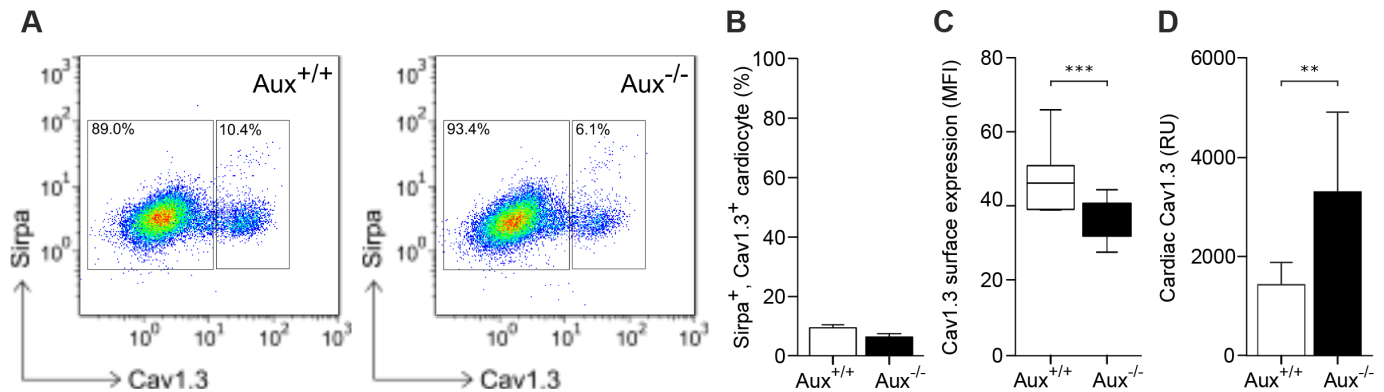 A
Aux+/+
89.0%
10.4%
10³
10²
10¹
10⁰
Sirpa
10⁰ 10¹ 10² 10³
Cav1.3
Aux-/-
93.4%
6.1%
10³
10²
10¹
10⁰
Sirpa
10⁰ 10¹ 10² 10³
Cav1.3
B
Sirpa+, Cav1.3+ cardiocyte (%)
100
80
60
40
20
0
Aux+/+ Aux-/-
C
Cav1.3 surface expression (MFI)
80
60
40
20
0
***
Aux+/+ Aux-/-
D
Cardiac Cav1.3 (RU)
6000
4000
2000
0
**
Aux+/+ Aux-/-